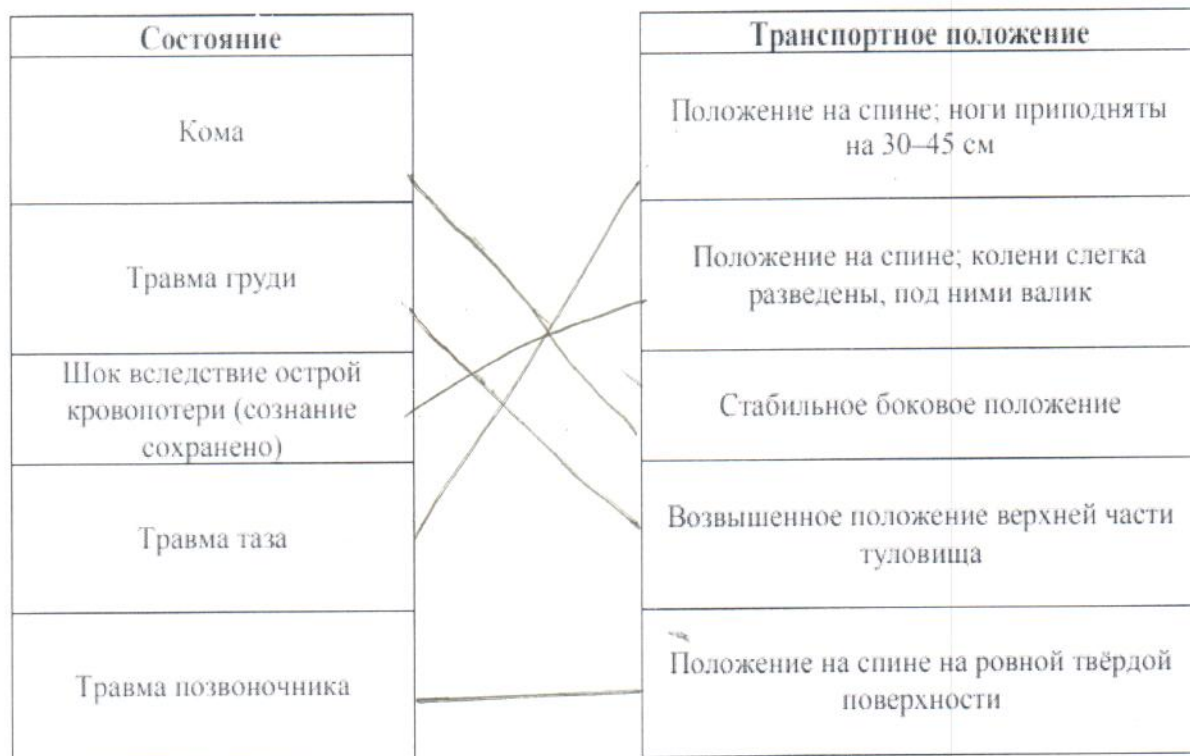 Состояние
Кома
Травма груди
Шок вследствие острой
кровопотери (сознание
сохранено)
Травма таза
Травма позвоночника
Транспортное положение
Положение на спине; ноги приподняты
на 30–45 см
Положение на спине; колени слегка
разведены, под ними валик
Стабильное боковое положение
Возвышенное положение верхней части
туловища
Положение на спине на ровной твёрдой
поверхности